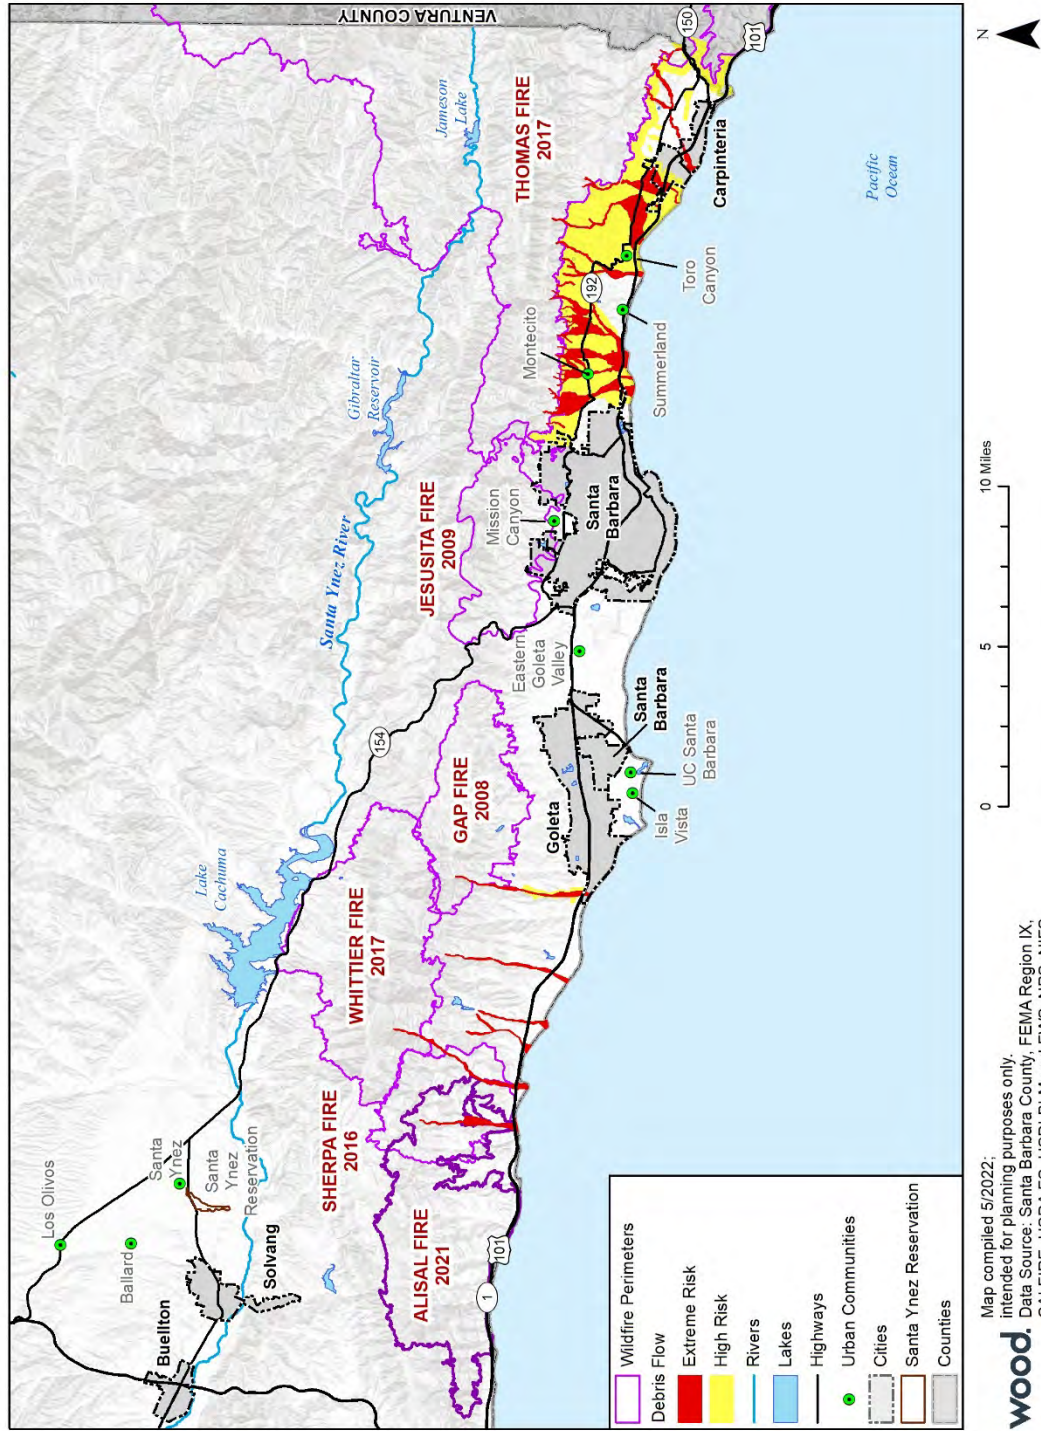 VENTURA COUNTY
Los Olivos
Ballard
Santa
Ynez
Santa
Ynez
Reservation
Buellton
Solvang
Lake
Cachuma
154
Santa Ynez River
Gibraltar
Reservoir
Jameson
Lake
THOMAS FIRE
2017
JESUSITA FIRE
2009
WHITTIER FIRE
2017
GAP FIRE
2008
SHERPA FIRE
2016
ALISAL FIRE
2021
1
101
Goleta
Eastern
Goleta
Valley
Mission
Canyon
Santa
Barbara
Santa
Barbara
UC Santa
Barbara
Isla
Vista
Montecito
192
Summerland
Toro
Canyon
Carpinteria
150
101
Pacific
Ocean
Wildfire Perimeters
Debris Flow
Extreme Risk
High Risk
Rivers
Lakes
Highways
Urban Communities
Cities
Santa Ynez Reservation
Counties
0 5 10 Miles
N
wood.
Map compiled 5/2022;
intended for planning purposes only.
Data Source: Santa Barbara County, FEMA Region IX,